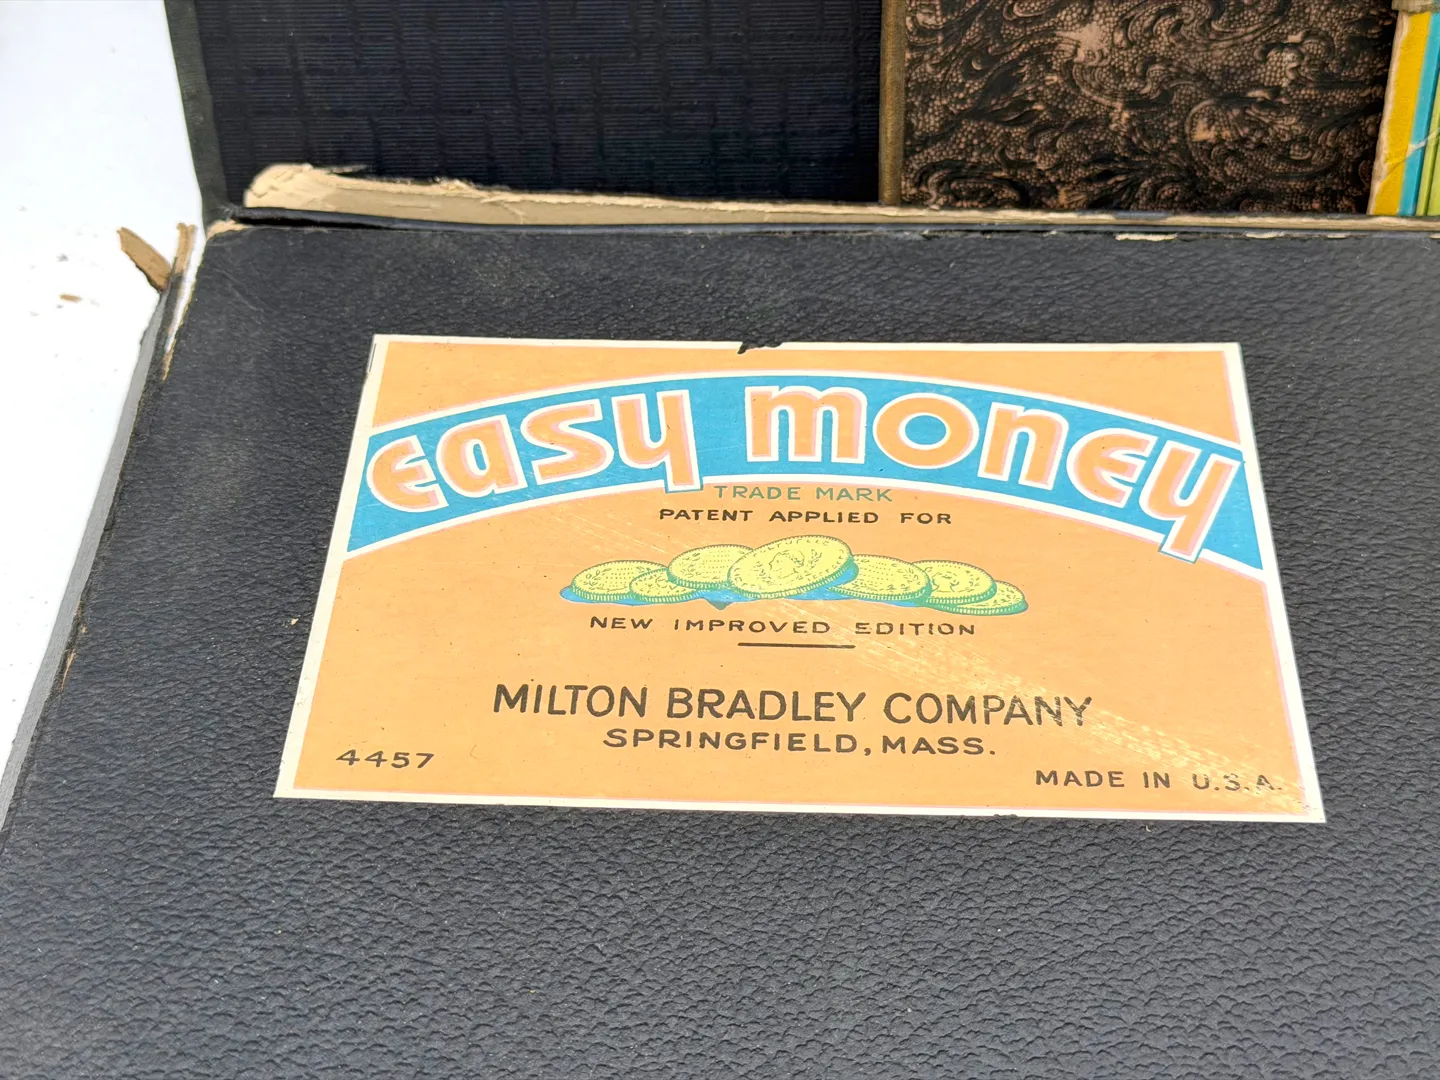 easy money
TRADE MARK
PATENT APPLIED FOR
NEW IMPROVED EDITION
MILTON BRADLEY COMPANY
SPRINGFIELD, MASS.
4457
MADE IN U.S.A.